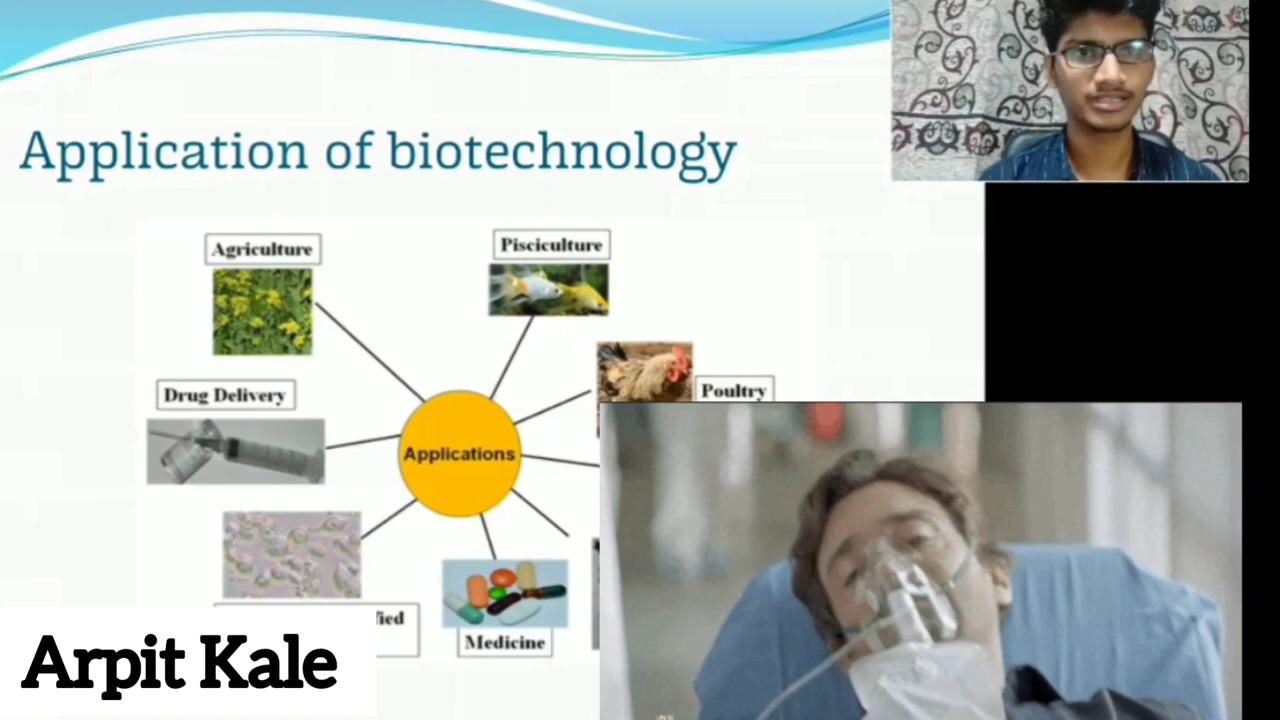 Application of biotechnology
Agriculture
Pisciculture
Drug Delivery
Poultry
Applications
Medicine
Arpit Kale